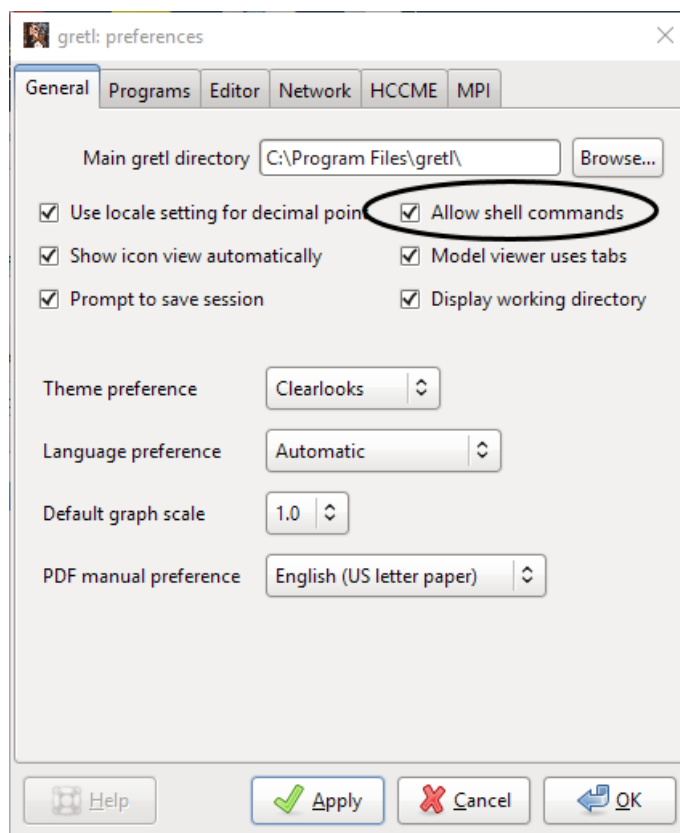 gretl: preferences
General Programs Editor Network HCCME MPI
Main gretl directory C:\Program Files\gretl\ Browse...
Use locale setting for decimal point Allow shell commands
Show icon view automatically Model viewer uses tabs
Prompt to save session Display working directory
Theme preference Clearlooks
Language preference Automatic
Default graph scale 1.0
PDF manual preference English (US letter paper)
Help Apply Cancel OK